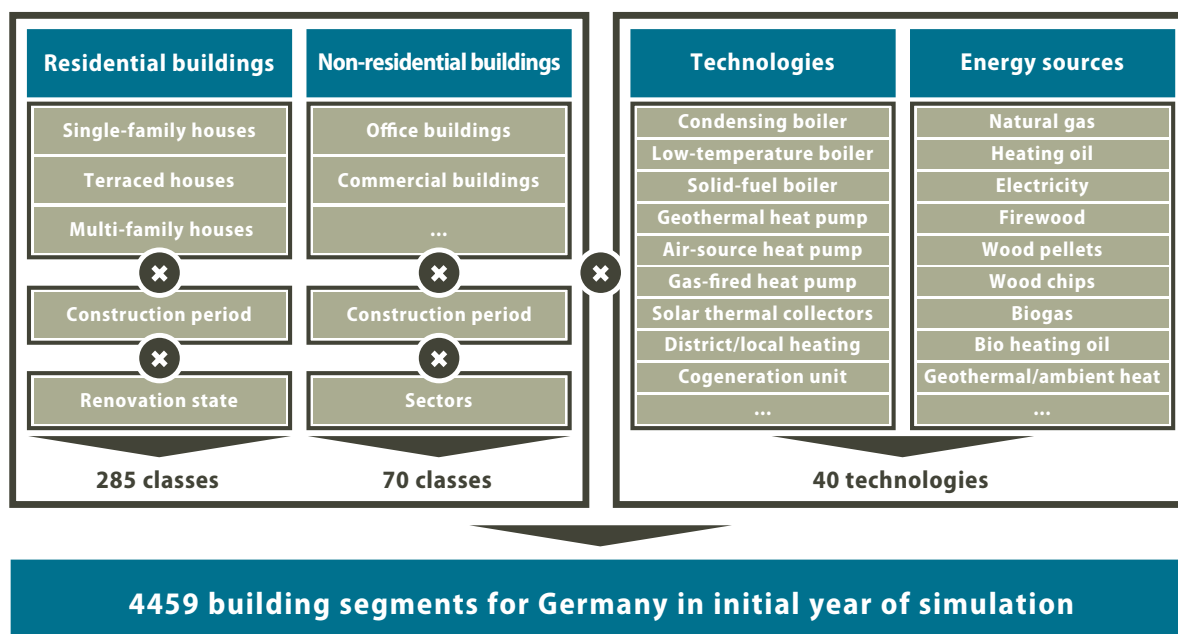 Residential buildings
Single-family houses
Terraced houses
Multi-family houses
Construction period
Renovation state
285 classes
Non-residential buildings
Office buildings
Commercial buildings
...
Construction period
Sectors
70 classes
Technologies
Condensing boiler
Low-temperature boiler
Solid-fuel boiler
Geothermal heat pump
Air-source heat pump
Gas-fired heat pump
Solar thermal collectors
District/local heating
Cogeneration unit
...
Energy sources
Natural gas
Heating oil
Electricity
Firewood
Wood pellets
Wood chips
Biogas
Bio heating oil
Geothermal/ambient heat
...
40 technologies
4459 building segments for Germany in initial year of simulation